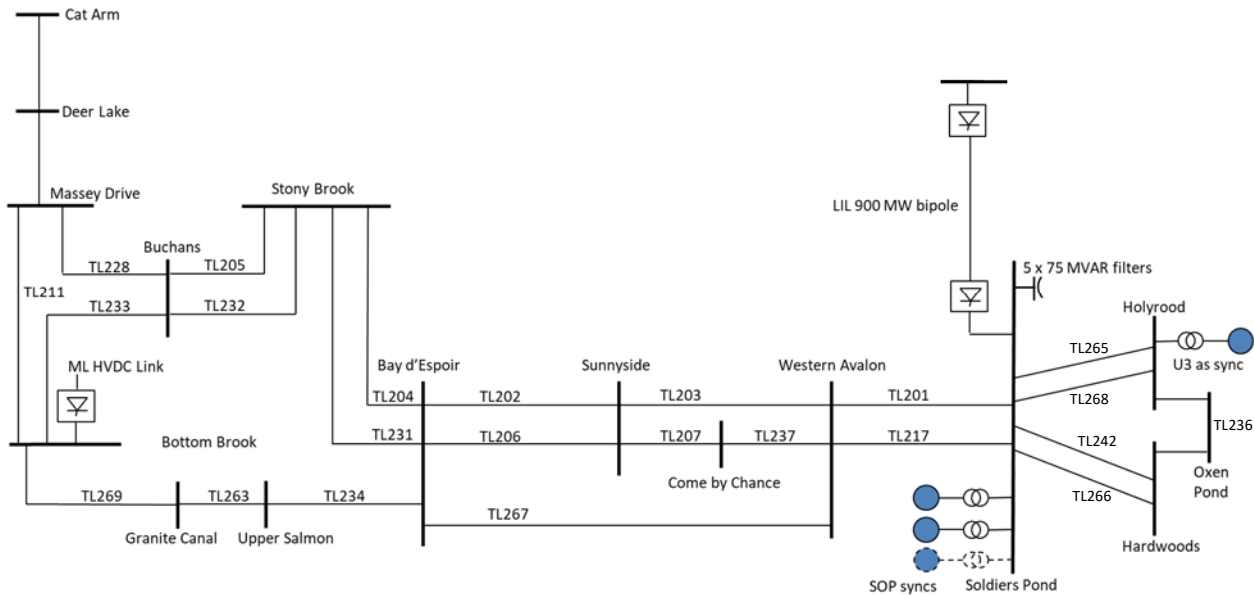 Cat Arm
Deer Lake
Massey Drive
Stony Brook
LIL 900 MW bipole
Buchans
TL228
TL205
TL211
TL233
TL232
5 x 75 MVAR filters
Holyrood
TL265
U3 as sync
TL268
ML HVDC Link
Bay d'Espoir
Sunnyside
Western Avalon
TL204
TL202
TL203
TL201
TL231
TL206
TL207
TL237
TL217
TL242
TL236
Bottom Brook
Come by Chance
Oxen
Pond
TL266
TL269
TL263
TL234
TL267
Granite Canal
Upper Salmon
Hardwoods
SOP syncs
Soldiers Pond